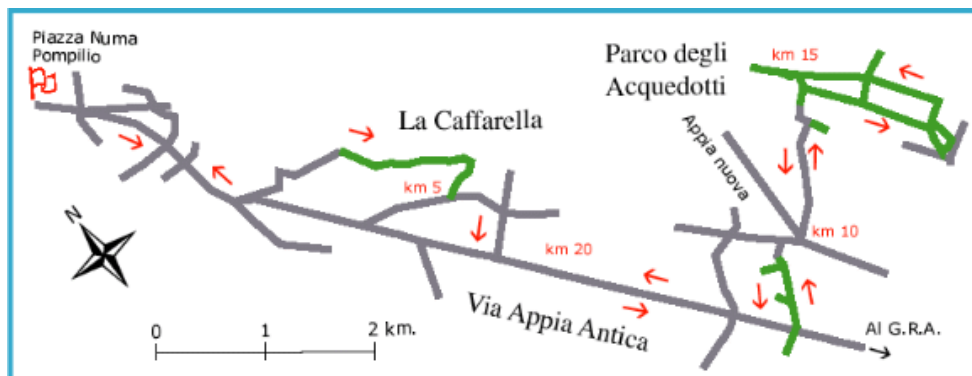 Piazza Numa
Pompilio
La Caffarella
km 5
Parco degli
Acquedotti
km 15
Appia nuova
km 10
km 20
Via Appia Antica
Al G.R.A.
N
0 1 2 km.